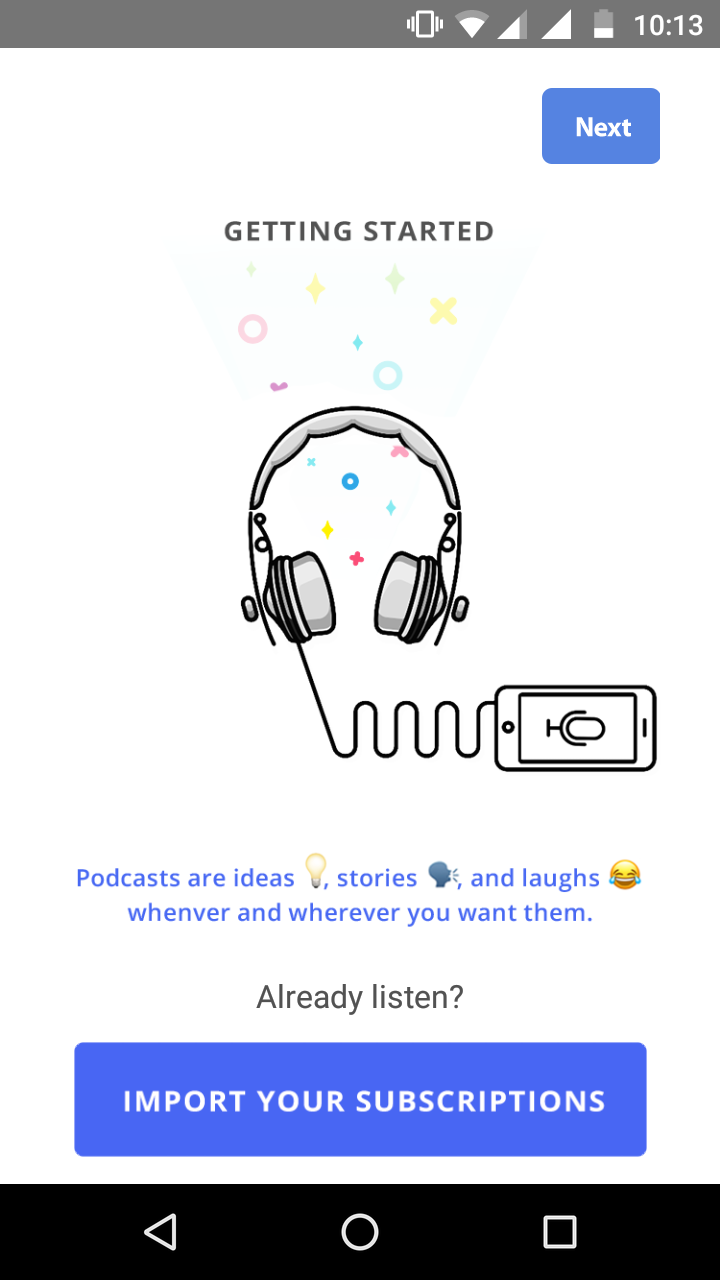 10:13
Next
GETTING STARTED
Podcasts are ideas 💡, stories 🗣, and laughs 😂
whenver and wherever you want them.
Already listen?
IMPORT YOUR SUBSCRIPTIONS